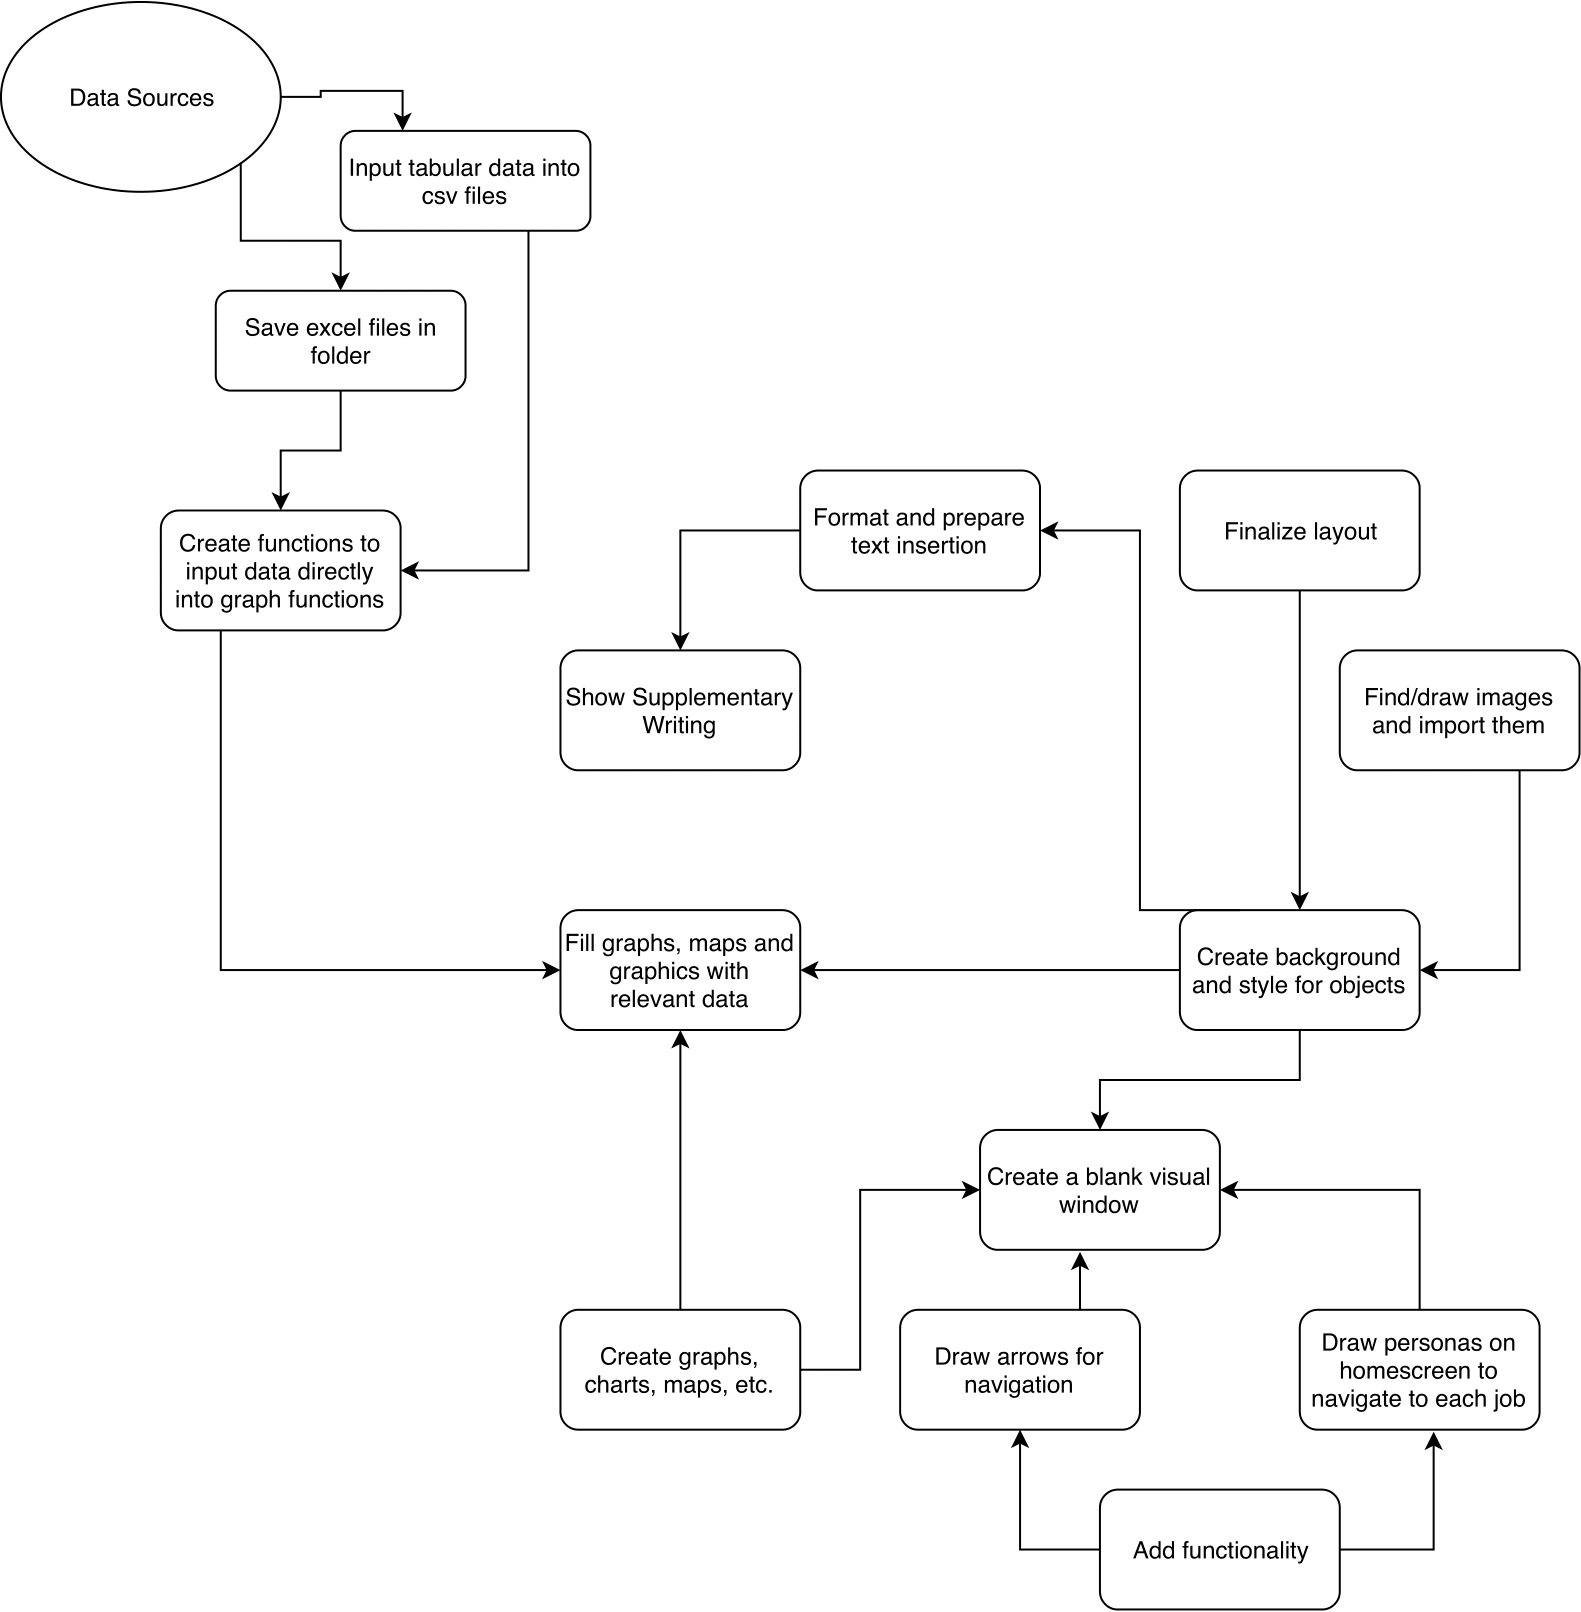 Data Sources
Input tabular data into
csv files
Save excel files in
folder
Create functions to
input data directly
into graph functions
Format and prepare
text insertion
Finalize layout
Show Supplementary
Writing
Find/draw images
and import them
Fill graphs, maps and
graphics with
relevant data
Create background
and style for objects
Create a blank visual
window
Create graphs,
charts, maps, etc.
Draw arrows for
navigation
Draw personas on
homescreen to
navigate to each job
Add functionality